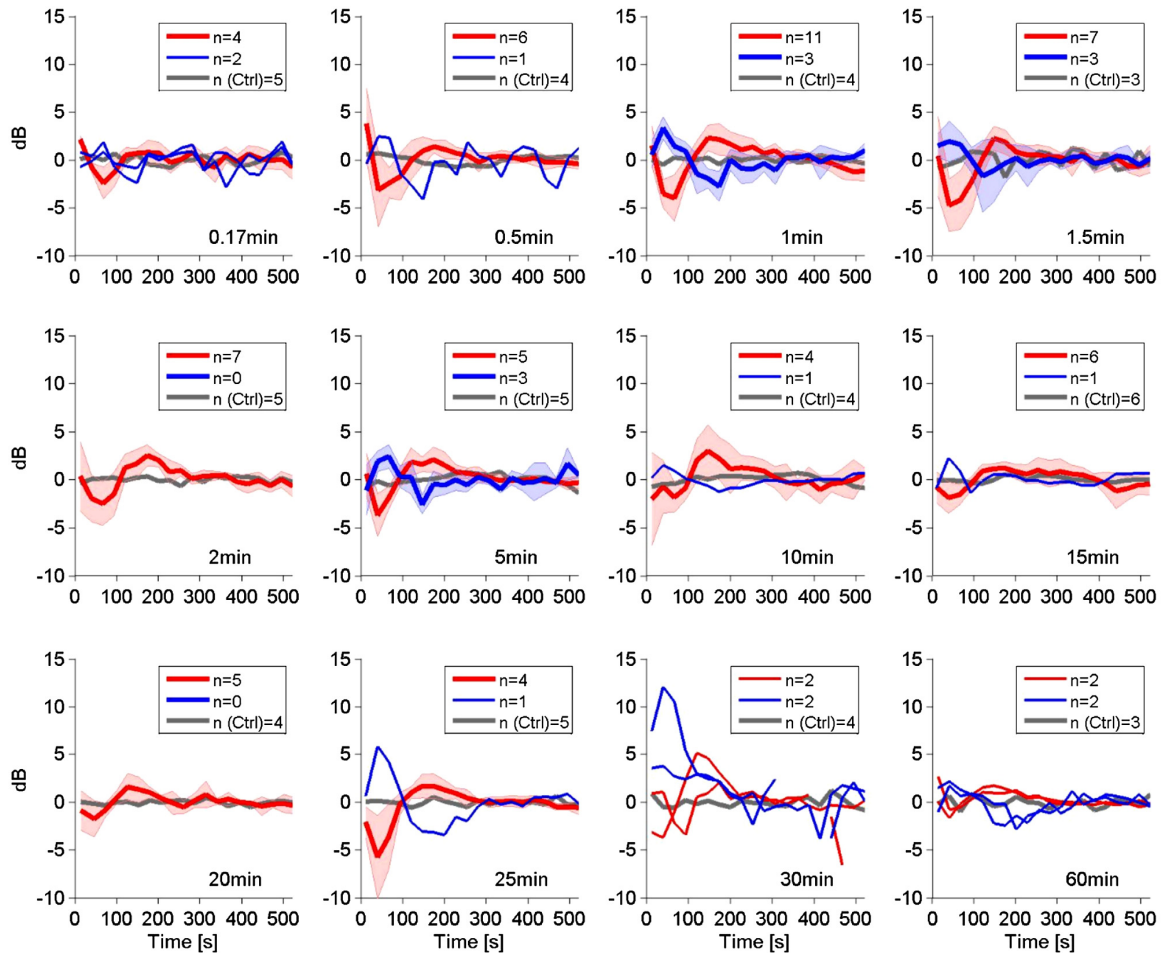 15
10
5
0
-5
-10
dB
n=4
n=2
n (Ctrl)=5
0.17min
0 100 200 300 400 500
15
10
5
0
-5
-10
n=6
n=1
n (Ctrl)=4
0.5min
0 100 200 300 400 500
15
10
5
0
-5
-10
n=11
n=3
n (Ctrl)=4
1min
0 100 200 300 400 500
15
10
5
0
-5
-10
n=7
n=3
n (Ctrl)=3
1.5min
0 100 200 300 400 500
15
10
5
0
-5
-10
dB
n=7
n=0
n (Ctrl)=5
2min
0 100 200 300 400 500
15
10
5
0
-5
-10
n=5
n=3
n (Ctrl)=5
5min
0 100 200 300 400 500
15
10
5
0
-5
-10
n=4
n=1
n (Ctrl)=4
10min
0 100 200 300 400 500
15
10
5
0
-5
-10
n=6
n=1
n (Ctrl)=6
15min
0 100 200 300 400 500
15
10
5
0
-5
-10
dB
n=5
n=0
n (Ctrl)=4
20min
0 100 200 300 400 500
Time [s]
15
10
5
0
-5
-10
n=4
n=1
n (Ctrl)=5
25min
0 100 200 300 400 500
Time [s]
15
10
5
0
-5
-10
n=2
n=2
n (Ctrl)=4
30min
0 100 200 300 400 500
Time [s]
15
10
5
0
-5
-10
n=2
n=2
n (Ctrl)=3
60min
0 100 200 300 400 500
Time [s]